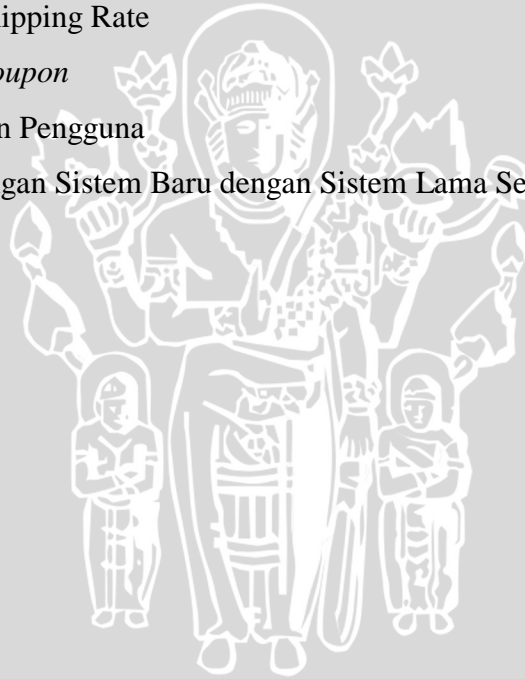 ipping Rate
oupon
n Pengguna
gan Sistem Baru dengan Sistem Lama Se